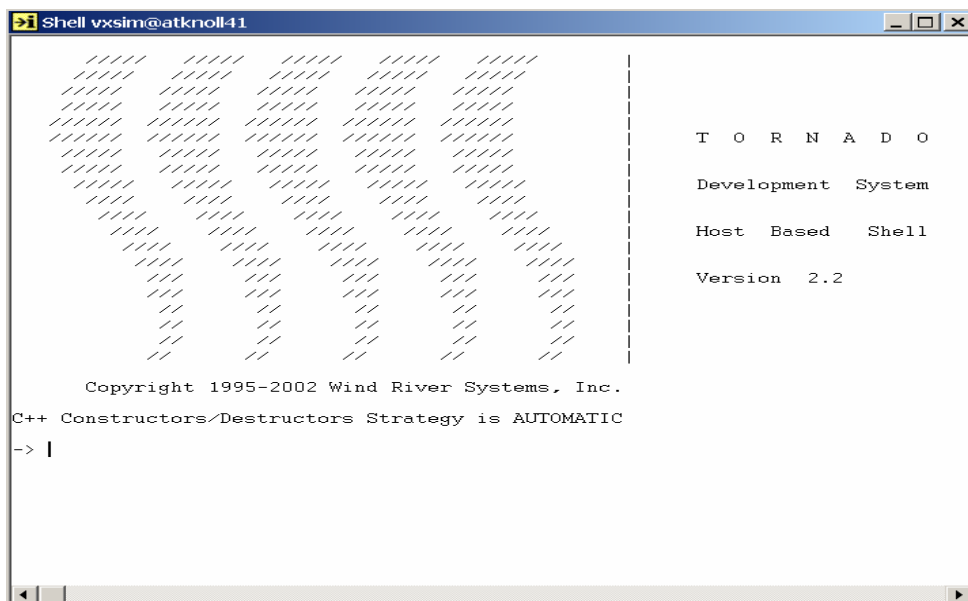 Shell vxsim@atknoll41
///// ///// ///// ///// ///// |
///// ///// ///// ///// ///// |
///// ///// ///// ///// ///// |
///// ///// ///// ///// ///// |
////// ////// ////// ////// ////// |
////// ////// ////// ////// ////// | T O R N A D O
///// ///// ///// ///// ///// |
///// ///// ///// ///// ///// |
///// ///// ///// ///// ///// | Development System
//// //// //// //// //// |
//// //// //// //// //// |
//// //// //// //// //// | Host Based Shell
//// //// //// //// //// |
//// //// //// //// //// |
/// /// /// /// /// | Version 2.2
/// /// /// /// /// |
// // // // // |
// // // // // |
// // // // // |
// // // // // |
Copyright 1995-2002 Wind River Systems, Inc.
C++ Constructors/Destructors Strategy is AUTOMATIC
->